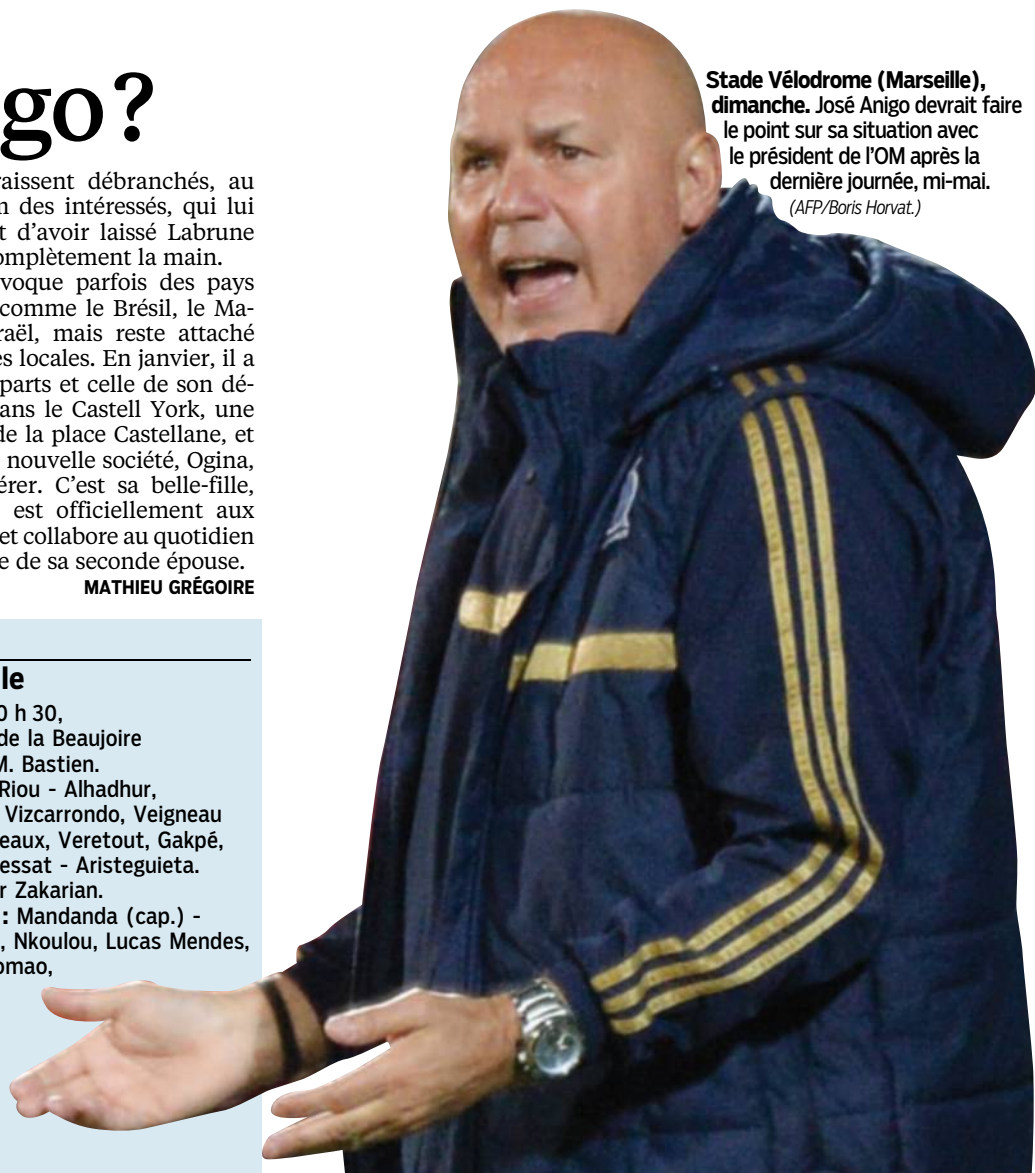 go?
raissent débranchés, au
des intéressés, qui lui
d'avoir laissé Labrune
omplètement la main.
voque parfois des pays
comme le Brésil, le Ma-
raël, mais reste attaché
es locales. En janvier, il a
parts et celle de son dé-
ans le Castell York, une
de la place Castellane, et
nouvelle société, Ogina,
érer. C'est sa belle-fille,
est officiellement aux
et collabore au quotidien
e de sa seconde épouse.
MATHIEU GRÉGOIRE
Stade Vélodrome (Marseille),
dimanche. José Anigo devrait faire
le point sur sa situation avec
le président de l'OM après la
dernière journée, mi-mai.
(AFP/Boris Horvat.)
le
0 h 30,
de la Beaujoire
M. Bastien.
Riou - Alhadhur,
Vizcarrondo, Veigneau
eaux, Veretout, Gakpé,
essat - Aristeguieta.
r Zakarian.
: Mandanda (cap.) -
, Nkoulou, Lucas Mendes,
omao,